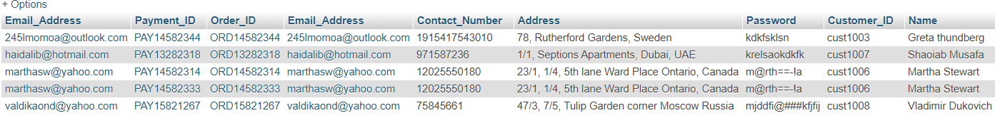 + Options
Email_Address Payment_ID Order_ID Email_Address Contact_Number Address Password Customer_ID Name
245lmomoa@outlook.com PAY14582344 ORD14582344 245lmomoa@outlook.com 1915417543010 78, Rutherford Gardens, Sweden kdkfsklsn cust1003 Greta thundberg
haidalib@hotmail.com PAY13282318 ORD13282318 haidalib@hotmail.com 971587236 1/1, Septions Apartments, Dubai, UAE krelsaokdkfk cust1007 Shaoiab Musafa
marthasw@yahoo.com PAY14582314 ORD14582314 marthasw@yahoo.com 12025550180 23/1, 1/4, 5th lane Ward Place Ontario, Canada m@rth==-!a cust1006 Martha Stewart
marthasw@yahoo.com PAY14582333 ORD14582333 marthasw@yahoo.com 12025550180 23/1, 1/4, 5th lane Ward Place Ontario, Canada m@rth==-!a cust1006 Martha Stewart
valdikaond@yahoo.com PAY15821267 ORD15821267 valdikaond@yahoo.com 75845661 47/3, 7/5, Tulip Garden corner Moscow Russia mjddfi@###kfjfij cust1008 Vladimir Dukovich